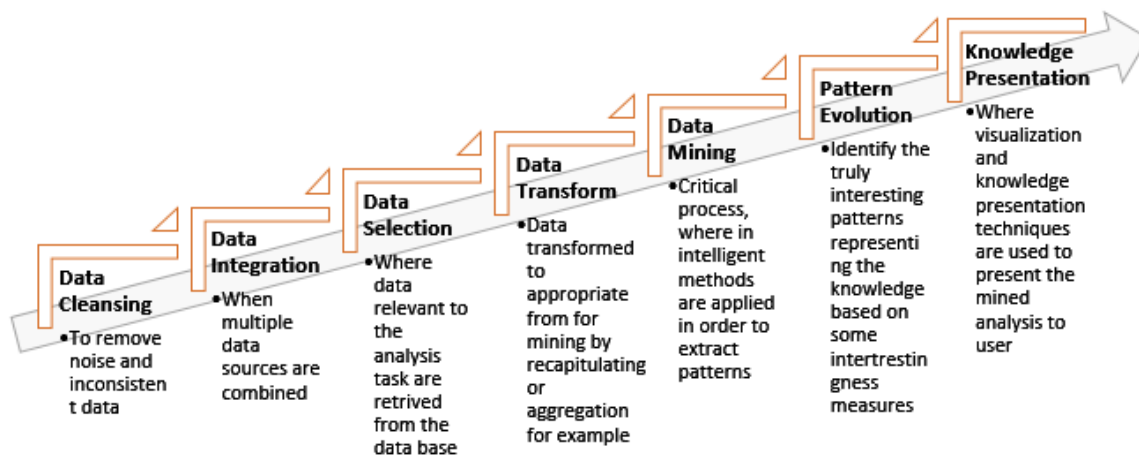 Data
Cleansing
•To remove
noise and
inconsisten
t data
Data
Integration
•When
multiple
data
sources are
combined
Data
Selection
•Where
data
relevant to
the
analysis
task are
retrived
from the
data base
Data
Transform
•Data
transformed
to
appropriate
from for
mining by
recapitulating
or
aggregation
for example
Data
Mining
•Critical
process,
where in
intelligent
methods
are applied
in order to
extract
patterns
Pattern
Evolution
•Identify the
truly
interesting
patterns
representi
ng the
knowledge
based on
some
intertrestin
gness
measures
Knowledge
Presentation
•Where
visualization
and
knowledge
presentation
techniques
are used to
present the
mined
analysis to
user